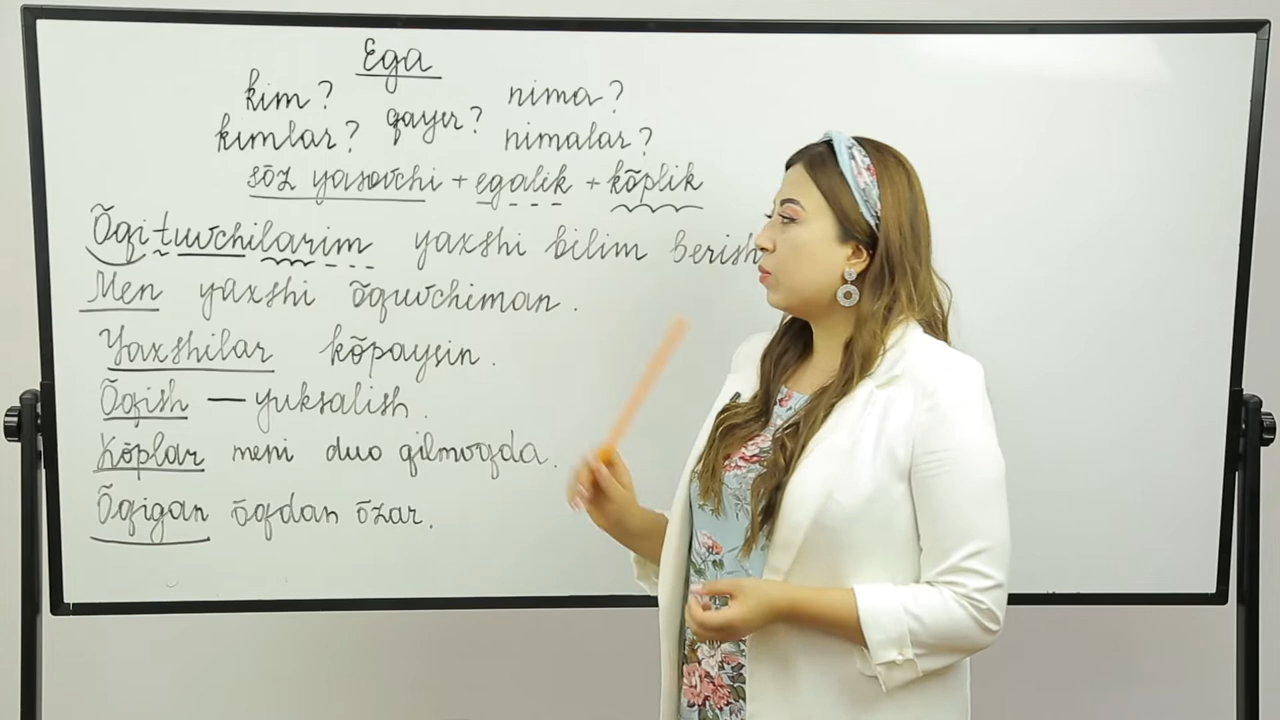 Ega
kim? qayer? nima?
kimlar? nimalar?
sōz yasovchi + egalik + kōplik
Ōqituvchilarim yaxshi bilim berish
Men yaxshi ōquvchiman.
Yaxshilar kōpaysin.
Ōqish — yuksalish.
Kōplar meni duo qilmoqda.
Ōqigan ōqdan ōzar.